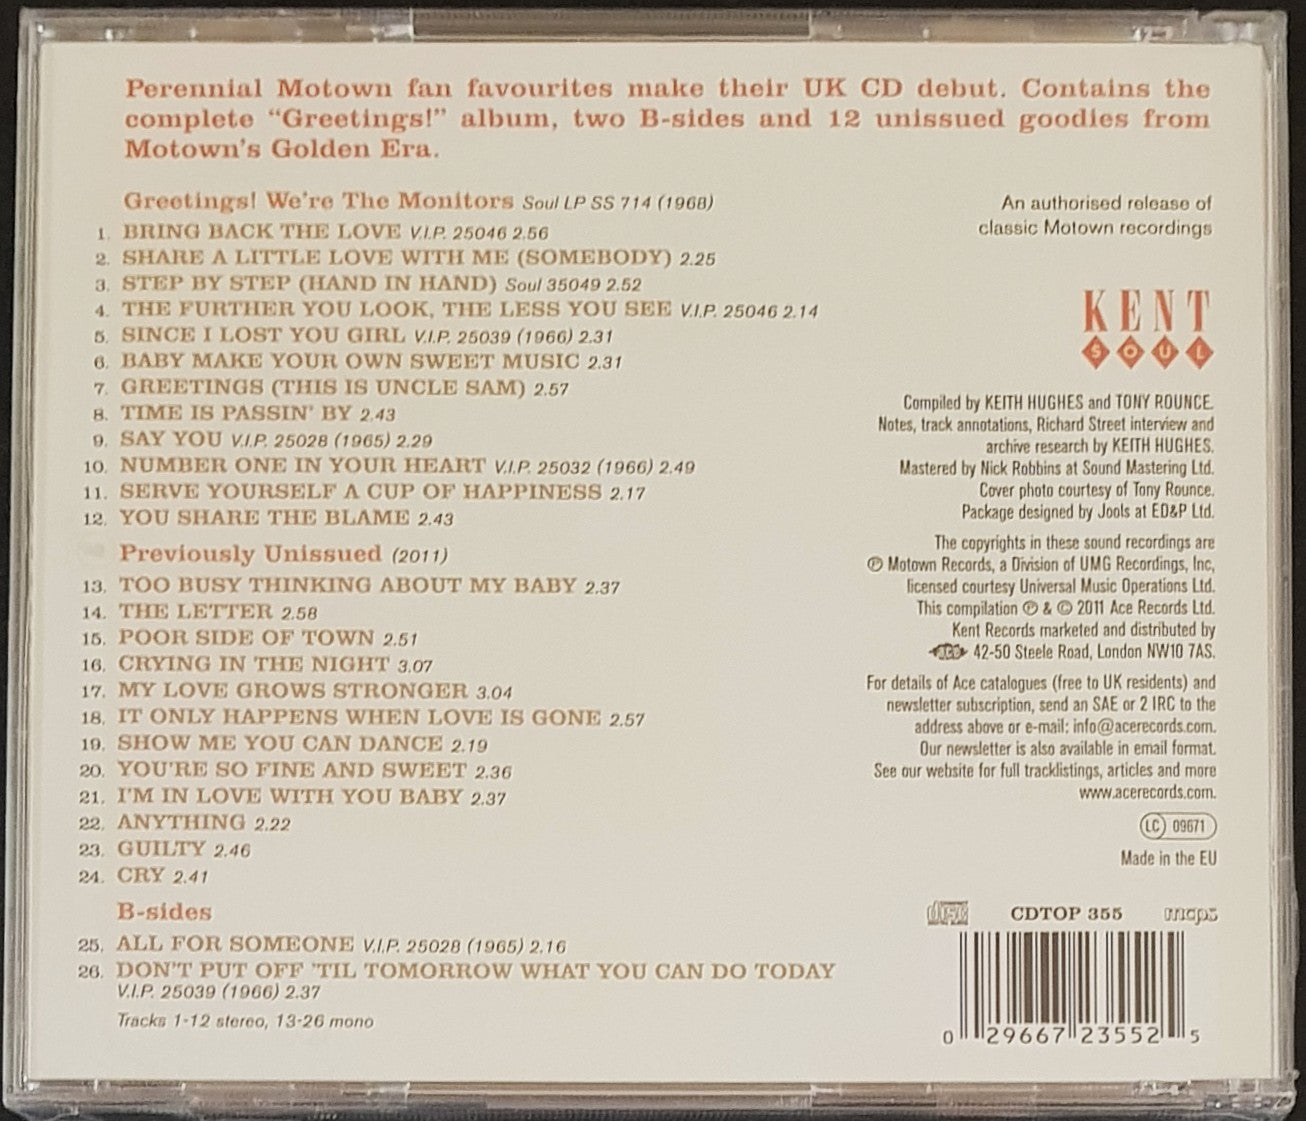 Perennial Motown fan favourites make their UK CD debut. Contains the
complete “Greetings!” album, two B-sides and 12 unissued goodies from
Motown's Golden Era.
Greetings! We're The Monitors Soul LP SS 714 (1968)
1. BRING BACK THE LOVE V.I.P. 25046 2.56
2. SHARE A LITTLE LOVE WITH ME (SOMEBODY) 2.25
3. STEP BY STEP (HAND IN HAND) Soul 35049 2.52
4. THE FURTHER YOU LOOK, THE LESS YOU SEE V.I.P. 25046 2.14
5. SINCE I LOST YOU GIRL V.I.P. 25039 (1966) 2.31
6. BABY MAKE YOUR OWN SWEET MUSIC 2.31
7. GREETINGS (THIS IS UNCLE SAM) 2.57
8. TIME IS PASSIN' BY 2.43
9. SAY YOU V.I.P. 25028 (1965) 2.29
10. NUMBER ONE IN YOUR HEART V.I.P. 25032 (1966) 2.49
11. SERVE YOURSELF A CUP OF HAPPINESS 2.17
12. YOU SHARE THE BLAME 2.43
Previously Unissued (2011)
13. TOO BUSY THINKING ABOUT MY BABY 2.37
14. THE LETTER 2.58
15. POOR SIDE OF TOWN 2.51
16. CRYING IN THE NIGHT 3.07
17. MY LOVE GROWS STRONGER 3.04
18. IT ONLY HAPPENS WHEN LOVE IS GONE 2.57
19. SHOW ME YOU CAN DANCE 2.19
20. YOU'RE SO FINE AND SWEET 2.36
21. I'M IN LOVE WITH YOU BABY 2.37
22. ANYTHING 2.22
23. GUILTY 2.46
24. CRY 2.41
B-sides
25. ALL FOR SOMEONE V.I.P. 25028 (1965) 2.16
26. DON'T PUT OFF 'TIL TOMORROW WHAT YOU CAN DO TODAY
V.I.P. 25039 (1966) 2.37
Tracks 1-12 stereo, 13-26 mono
An authorised release of
classic Motown recordings
KENT
SOUL
Compiled by KEITH HUGHES and TONY ROUNCE.
Notes, track annotations, Richard Street interview and
archive research by KEITH HUGHES.
Mastered by Nick Robbins at Sound Mastering Ltd.
Cover photo courtesy of Tony Rounce.
Package designed by Jools at ED&P Ltd.
The copyrights in these sound recordings are
℗ Motown Records, a Division of UMG Recordings, Inc,
licensed courtesy Universal Music Operations Ltd.
This compilation ℗ & © 2011 Ace Records Ltd.
Kent Records marketed and distributed by
ACE 42-50 Steele Road, London NW10 7AS.
For details of Ace catalogues (free to UK residents) and
newsletter subscription, send an SAE or 2 IRC to the
address above or e-mail: info@acerecords.com.
Our newsletter is also available in email format.
See our website for full tracklistings, articles and more
www.acerecords.com.
LC 09671
Made in the EU
disc CDTOP 355 mcps
0 29667 23552 5